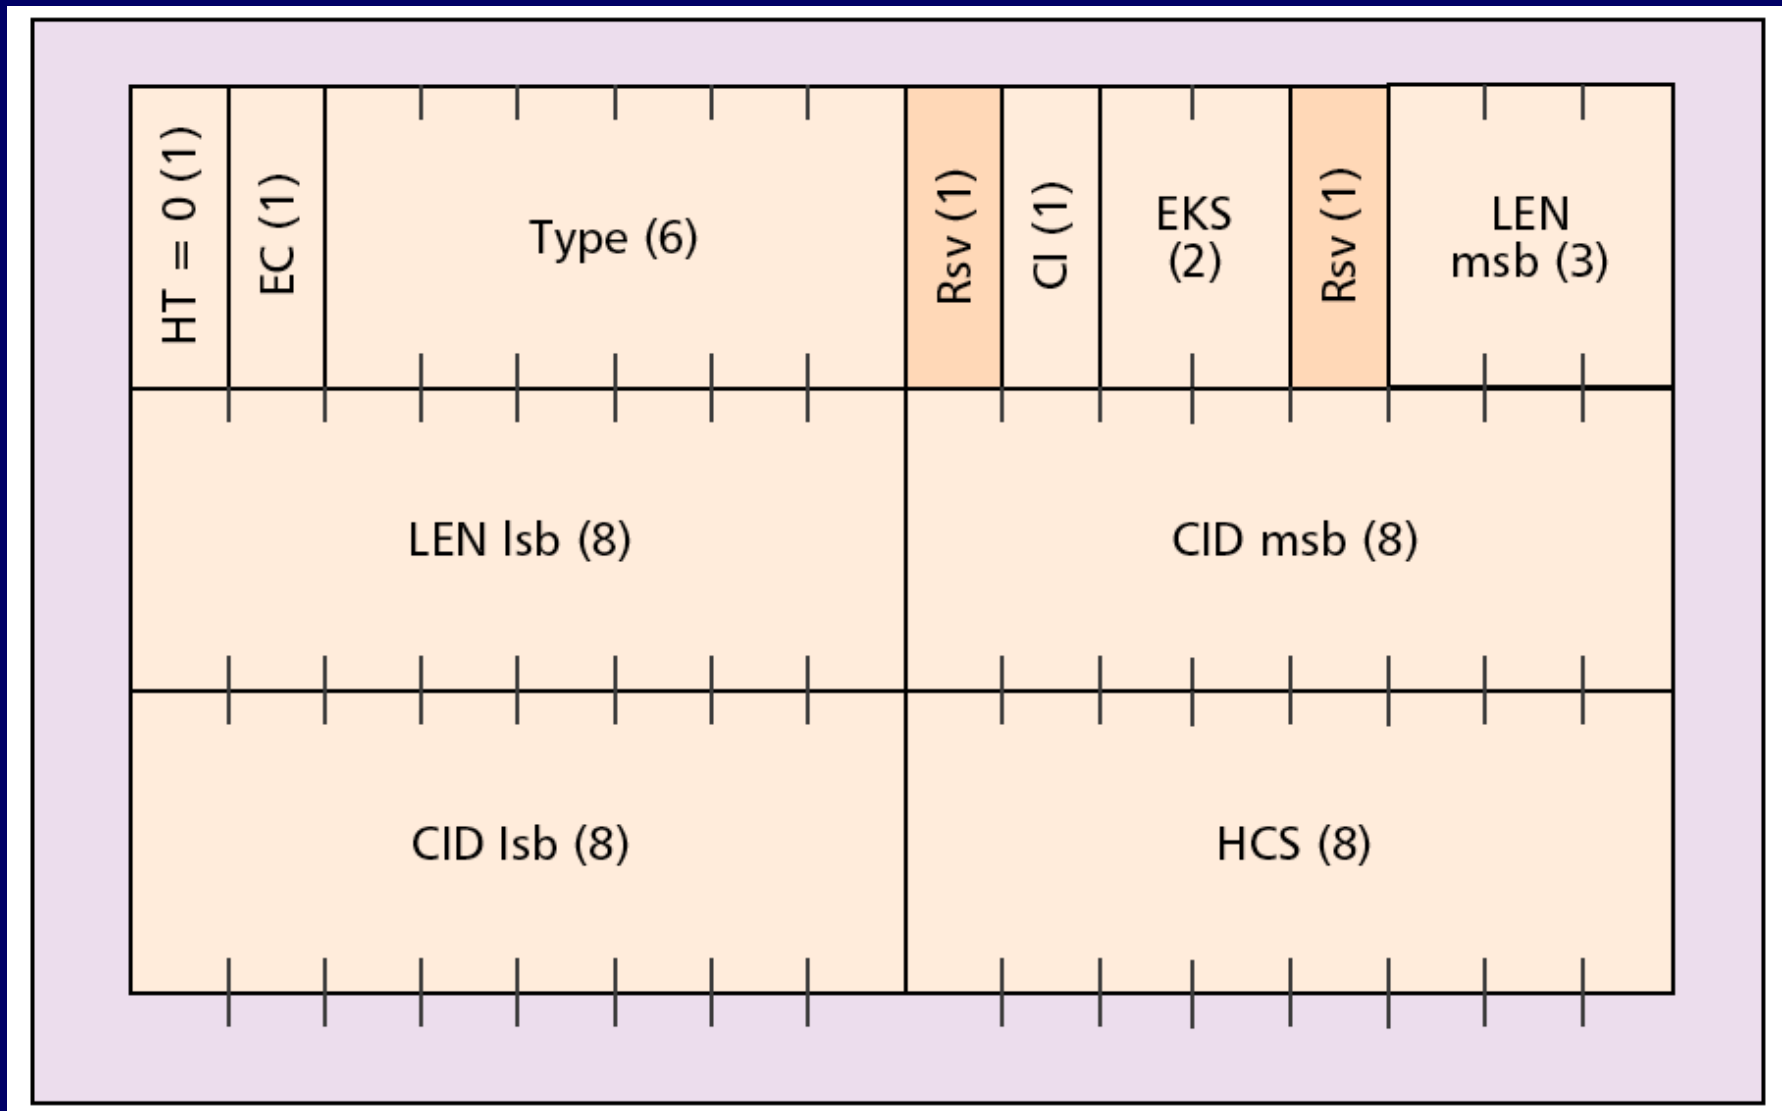 HT = 0 (1)
EC (1)
Type (6)
Rsv (1)
CI (1)
EKS
(2)
Rsv (1)
LEN
msb (3)
LEN lsb (8)
CID msb (8)
CID lsb (8)
HCS (8)